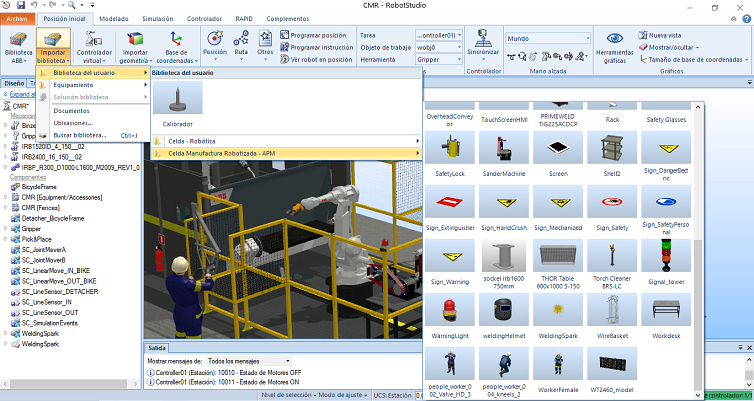 CMR - RobotStudio
Archivo Posición inicial Modelado Simulación Controlador RAPID Complementos
Biblioteca ABB
Importar biblioteca
Controlador virtual
Importar geometría
Base de coordenadas
Posición
Ruta
Otros
Programar posición
Programar instrucción
Ver robot en posición
Tarea ...ontroller01)
Objeto de trabajo wobj0
Herramienta Gripper
Sincronizar
Controlador
Mundo
Mano alzada
Herramientas gráficas
Nueva vista
Mostrar/ocultar
Tamaño de base de coordenadas
Gráficos
Biblioteca del usuario
Equipamiento
Solución biblioteca
Documentos
Ubicaciones...
Buscar biblioteca... Ctrl+J
Biblioteca del usuario
Calibrador
Celda - Robótica
Celda Manufactura Robotizada - APM
Diseño
Expand al
CMR*
Mecanis
Binze
Gripp
IRB1520ID_4_150__02
IRB2400_16_150__02
IRBP_R300_D1000-L1600_M2009_REV1_0
Componentes
BicycleFrame
CMR [Equipment/Accessories]
CMR [Fences]
Detacher_BicycleFrame
Gripper
Pick&Place
SC_JointMoverA
SC_JointMoverB
SC_LinearMove_IN_BIKE
SC_LinearMove_OUT_BIKE
SC_LineSensor_DETACHER
SC_LineSensor_IN
SC_LineSensor_OUT
SC_SimulationEvents
WeldingSpark
WeldingSpark
OverheadConveyor
TouchScreenHMI
PRIMEWELD TIG225ACDCP
Rack
Safety Glasses
SafetyLock
SanderMachine
Screen
Shelf2
Sign_DangerElectric
Sign_Extinguisher
Sign_HandCrush
Sign_Mechanized
Sign_Safety
Sign_SafetyPersonal
Sign_Warning
sockel irb1600 750mm
THOR Table 600x1000 S-150
Torch Cleaner BRS-LC
Signal_tower
WarningLight
weldingHelmet
WeldingSpark
WireBasket
Workdesk
people_worker_002_Valve_HD_3
people_worker_004_kneels_2
WorkerFemale
WT2460_model
Salida
Mostrar mensajes de: Todos los mensajes
Controller01 (Estación): 10010 - Estado de Motores OFF
Controller01 (Estación): 10011 - Estado de Motores ON
Nivel de selección Modo de ajuste UCS: Estación
de controlador: 1/1